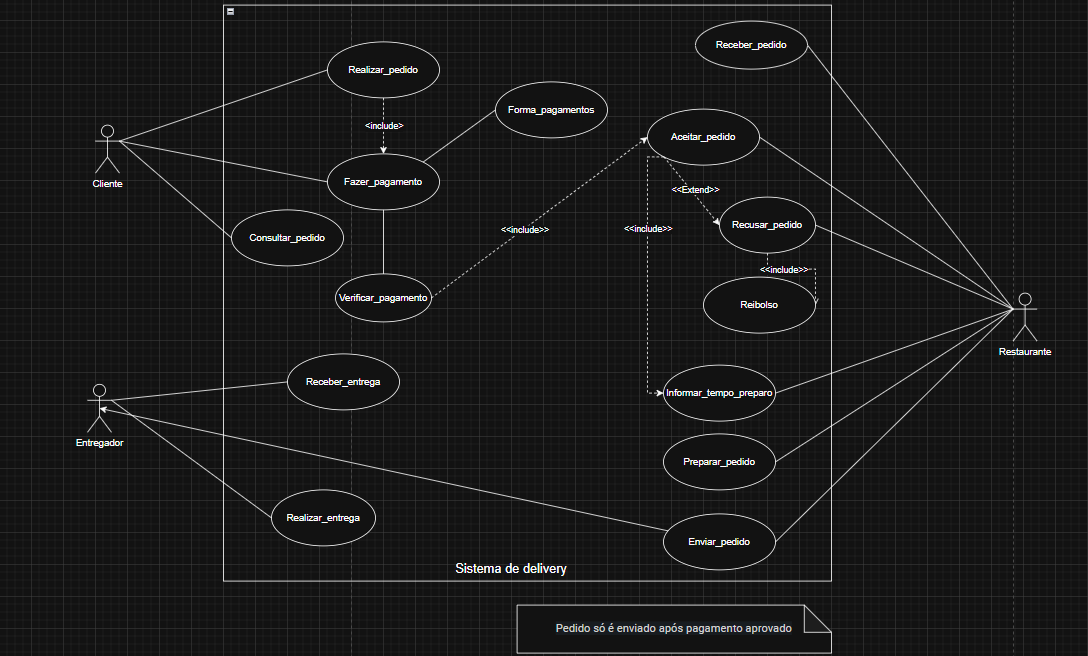 Receber_pedido
Realizar_pedido
Forma_pagamentos
<include>
Aceitar_pedido
Cliente
Fazer_pagamento
<<Extend>>
Consultar_pedido
<<include>>
<<include>>
Recusar_pedido
<<include>>
Verificar_pagamento
Reibolso
Restaurante
Receber_entrega
Informar_tempo_preparo
Entregador
Preparar_pedido
Realizar_entrega
Enviar_pedido
Sistema de delivery
Pedido só é enviado após pagamento aprovado